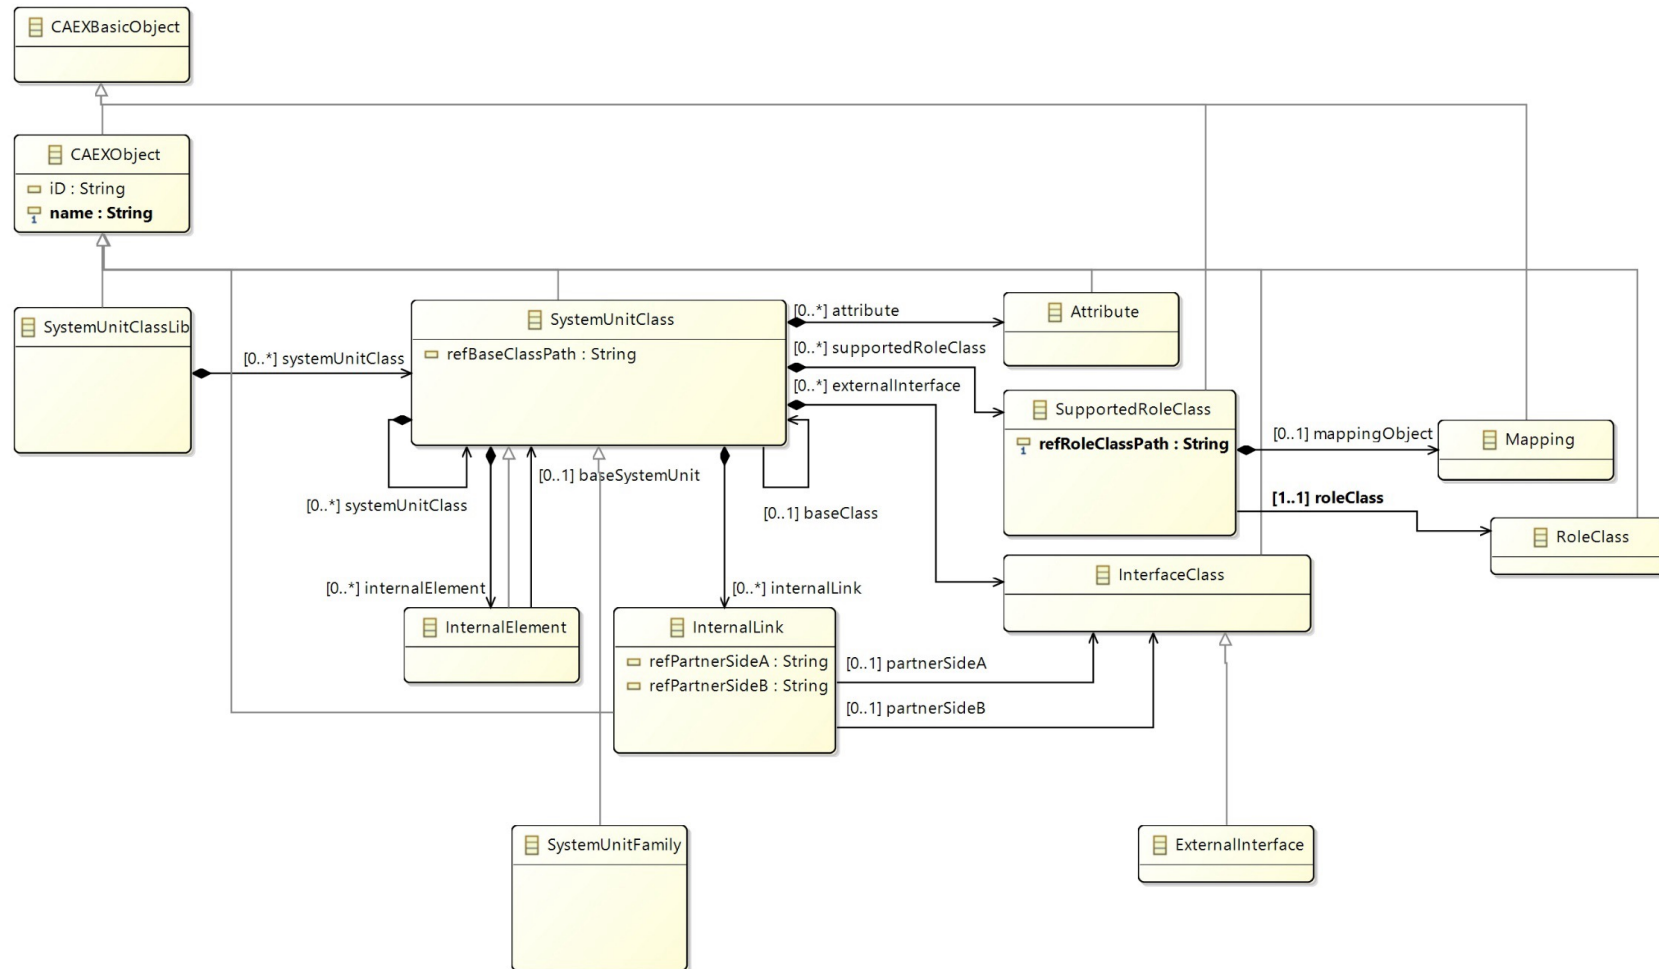 CAEXBasicObject
CAEXObject
iD : String
1 name : String
SystemUnitClassLib
[0..*] systemUnitClass
SystemUnitClass
refBaseClassPath : String
[0..*] attribute
Attribute
[0..*] supportedRoleClass
[0..*] externalInterface
SupportedRoleClass
1 refRoleClassPath : String
[0..1] mappingObject
Mapping
[0..*] systemUnitClass
[0..1] baseSystemUnit
[0..1] baseClass
[1..1] roleClass
RoleClass
InterfaceClass
[0..*] internalElement
[0..*] internalLink
InternalElement
InternalLink
refPartnerSideA : String
refPartnerSideB : String
[0..1] partnerSideA
[0..1] partnerSideB
SystemUnitFamily
ExternalInterface